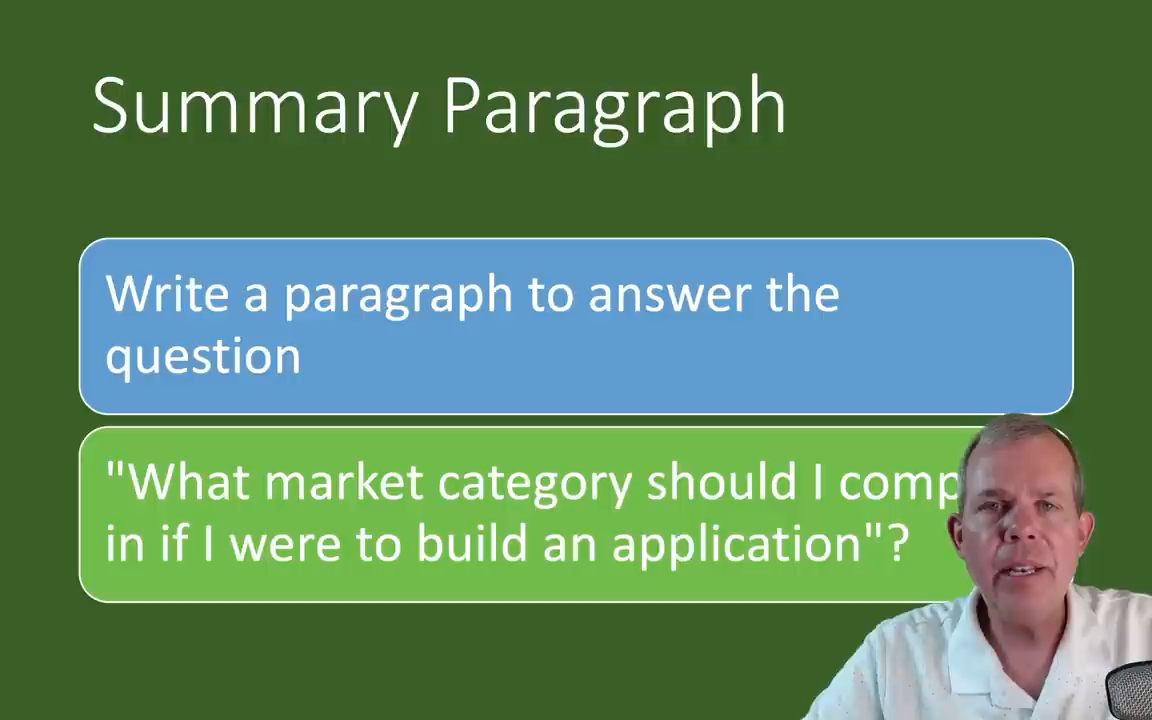 Summary Paragraph
Write a paragraph to answer the
question
"What market category should I comp
in if I were to build an application"?